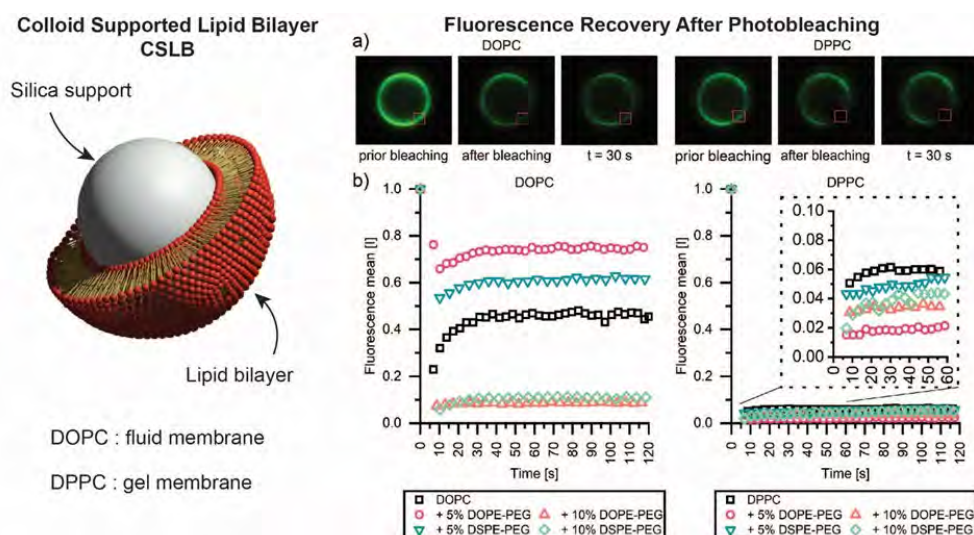 Colloid Supported Lipid Bilayer
CSLB
Silica support
Lipid bilayer
DOPC : fluid membrane
DPPC : gel membrane
Fluorescence Recovery After Photobleaching
a)
DOPC
DPPC
prior bleaching
after bleaching
t = 30 s
prior bleaching
after bleaching
t = 30 s
b)
DOPC
1.0
0.8
0.6
0.4
0.2
0.0
Fluorescence mean [I]
0 10 20 30 40 50 60 70 80 90 100 110 120
Time [s]
DOPC
+ 5% DOPE-PEG
+ 10% DOPE-PEG
+ 5% DSPE-PEG
+ 10% DSPE-PEG
DPPC
1.0
0.8
0.6
0.4
0.2
0.0
Fluorescence mean [I]
0.10
0.08
0.06
0.04
0.02
0.00
0 10 20 30 40 50 60
0 10 20 30 40 50 60 70 80 90 100 110 120
Time [s]
DPPC
+ 5% DOPE-PEG
+ 10% DOPE-PEG
+ 5% DSPE-PEG
+ 10% DSPE-PEG